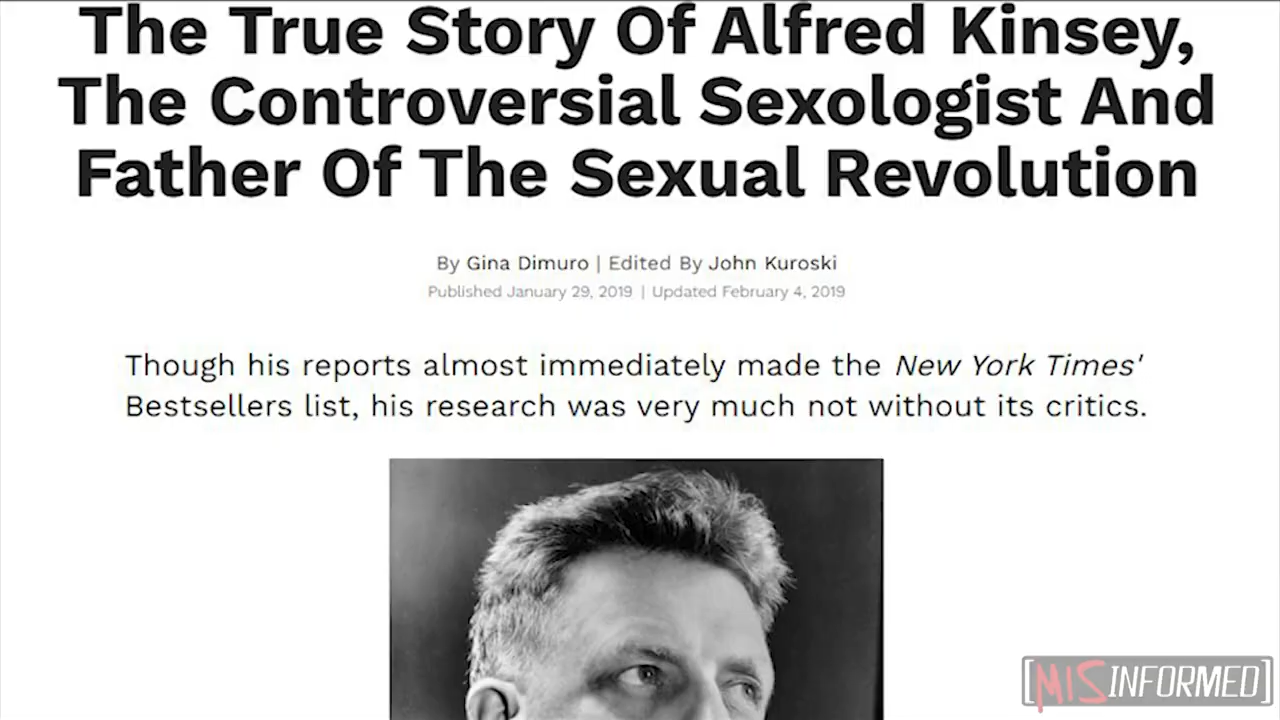 The True Story Of Alfred Kinsey,
The Controversial Sexologist And
Father Of The Sexual Revolution
By Gina Dimuro | Edited By John Kuroski
Published January 29, 2019 | Updated February 4, 2019
Though his reports almost immediately made the New York Times'
Bestsellers list, his research was very much not without its critics.
[MISINFORMED]